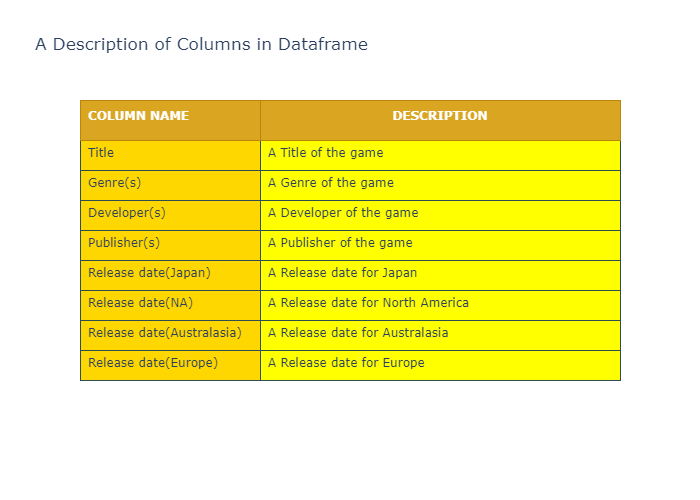 A Description of Columns in Dataframe
COLUMN NAME DESCRIPTION
Title A Title of the game
Genre(s) A Genre of the game
Developer(s) A Developer of the game
Publisher(s) A Publisher of the game
Release date(Japan) A Release date for Japan
Release date(NA) A Release date for North America
Release date(Australasia) A Release date for Australasia
Release date(Europe) A Release date for Europe